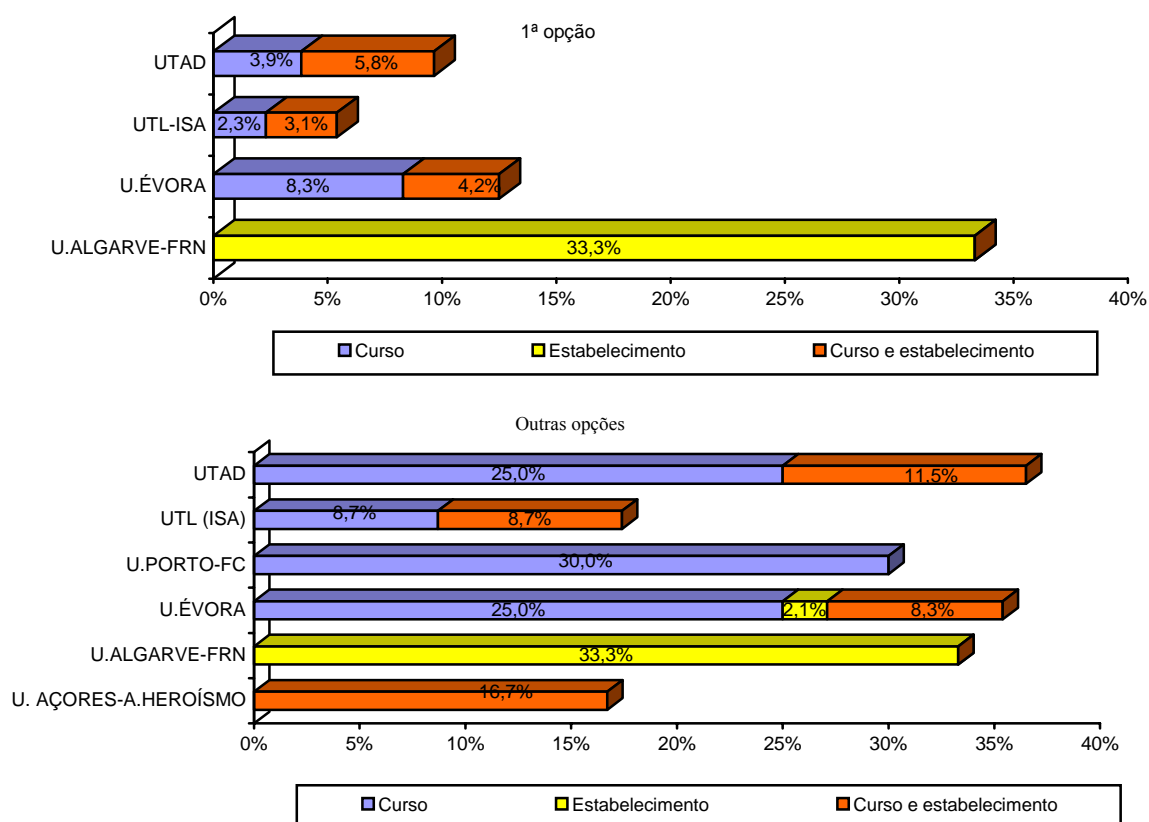 1ª opção
UTAD 3,9% 5,8%
UTL-ISA 2,3% 3,1%
U.ÉVORA 8,3% 4,2%
U.ALGARVE-FRN 33,3%
0% 5% 10% 15% 20% 25% 30% 35% 40%
Curso Estabelecimento Curso e estabelecimento
Outras opções
UTAD 25,0% 11,5%
UTL (ISA) 8,7% 8,7%
U.PORTO-FC 30,0%
U.ÉVORA 25,0% 2,1% 8,3%
U.ALGARVE-FRN 33,3%
U. AÇORES-A.HEROÍSMO 16,7%
0% 5% 10% 15% 20% 25% 30% 35% 40%
Curso Estabelecimento Curso e estabelecimento